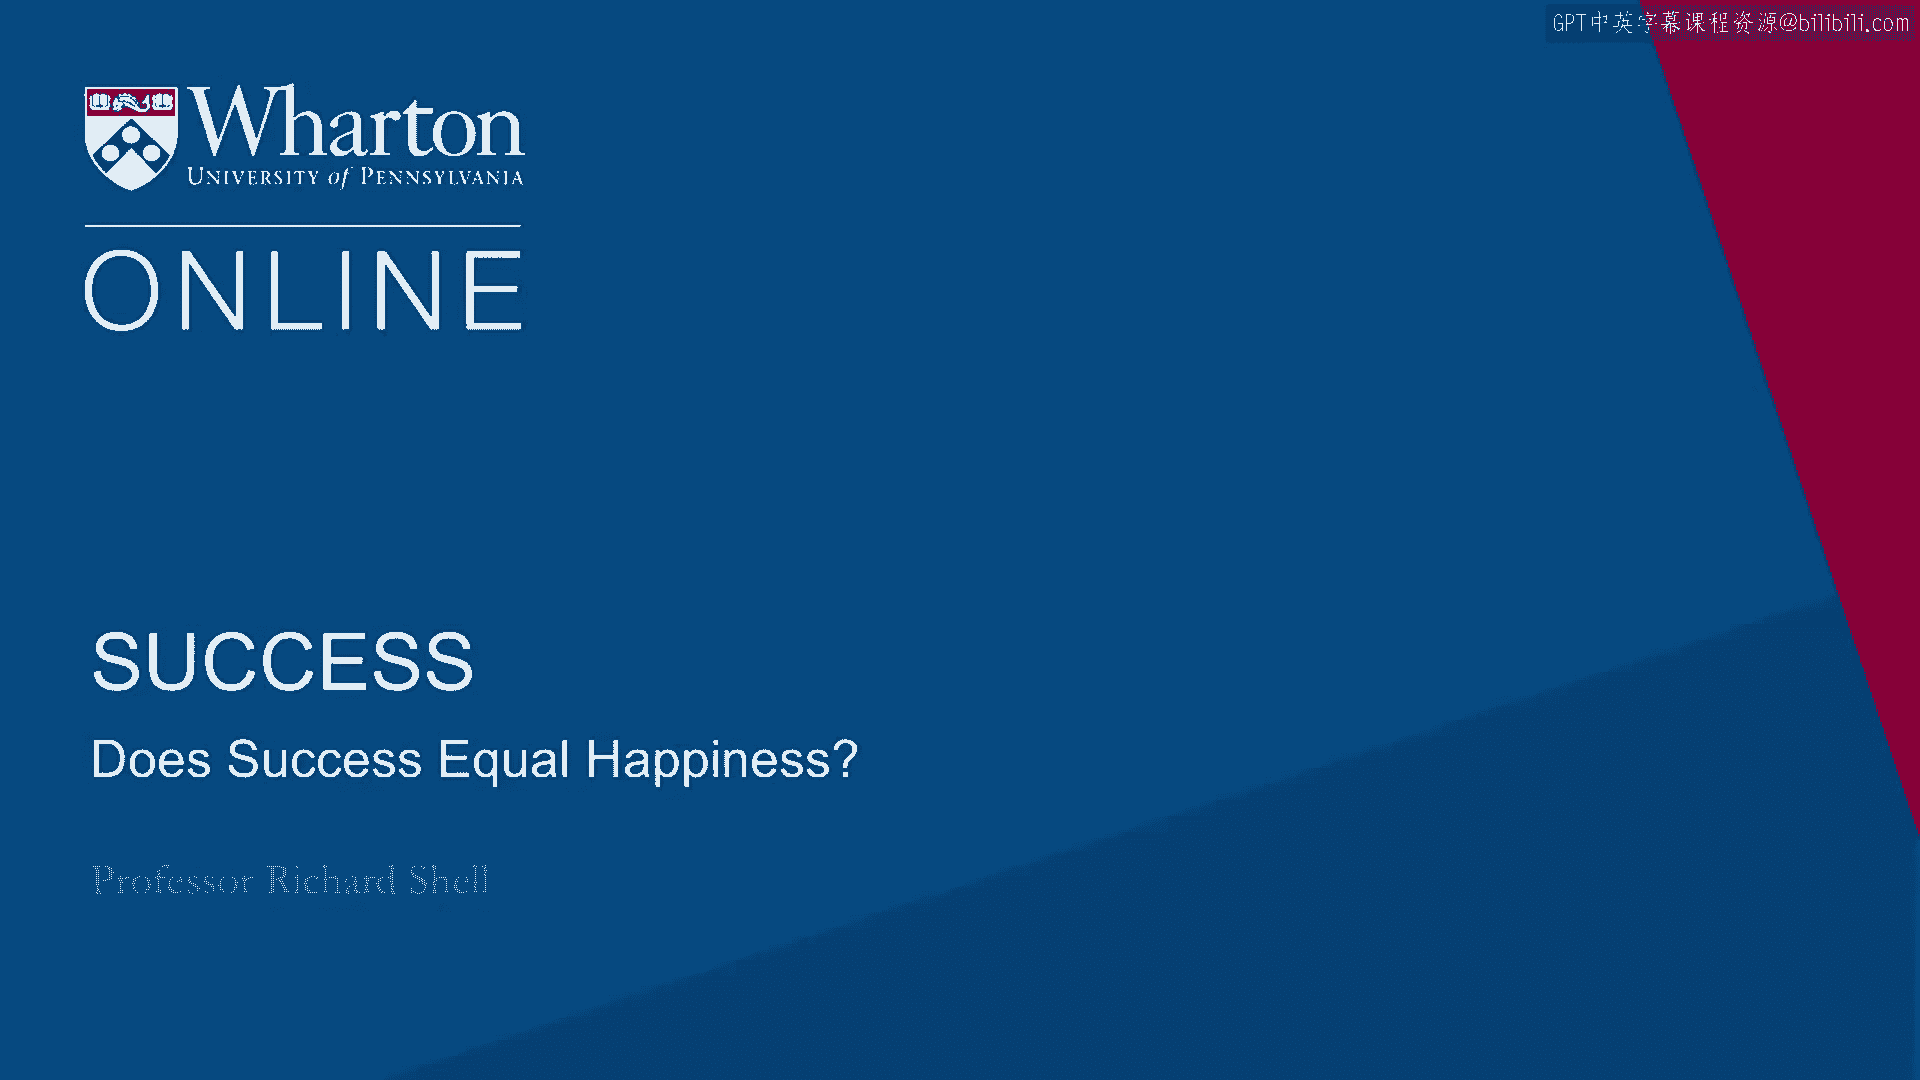 GPT中英字幕课程资源@bilibili.com
Wharton
UNIVERSITY of PENNSYLVANIA
ONLINE
SUCCESS
Does Success Equal Happiness?
Professor Richard Shell